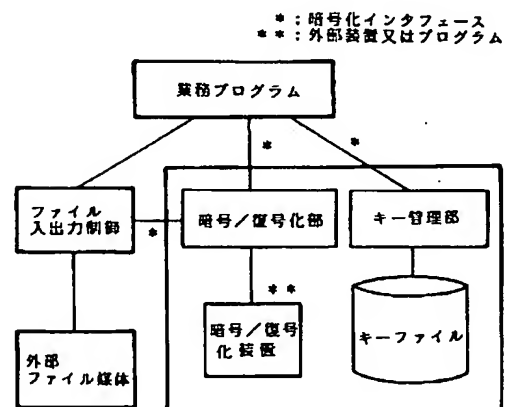 *：暗号化インタフェース
**：外部装置又はプログラム
業務プログラム
*
*
ファイル
入出力制御
*
暗号／復号化部
キー管理部
**
暗号／復号
化装置
キーファイル
外部
ファイル媒体